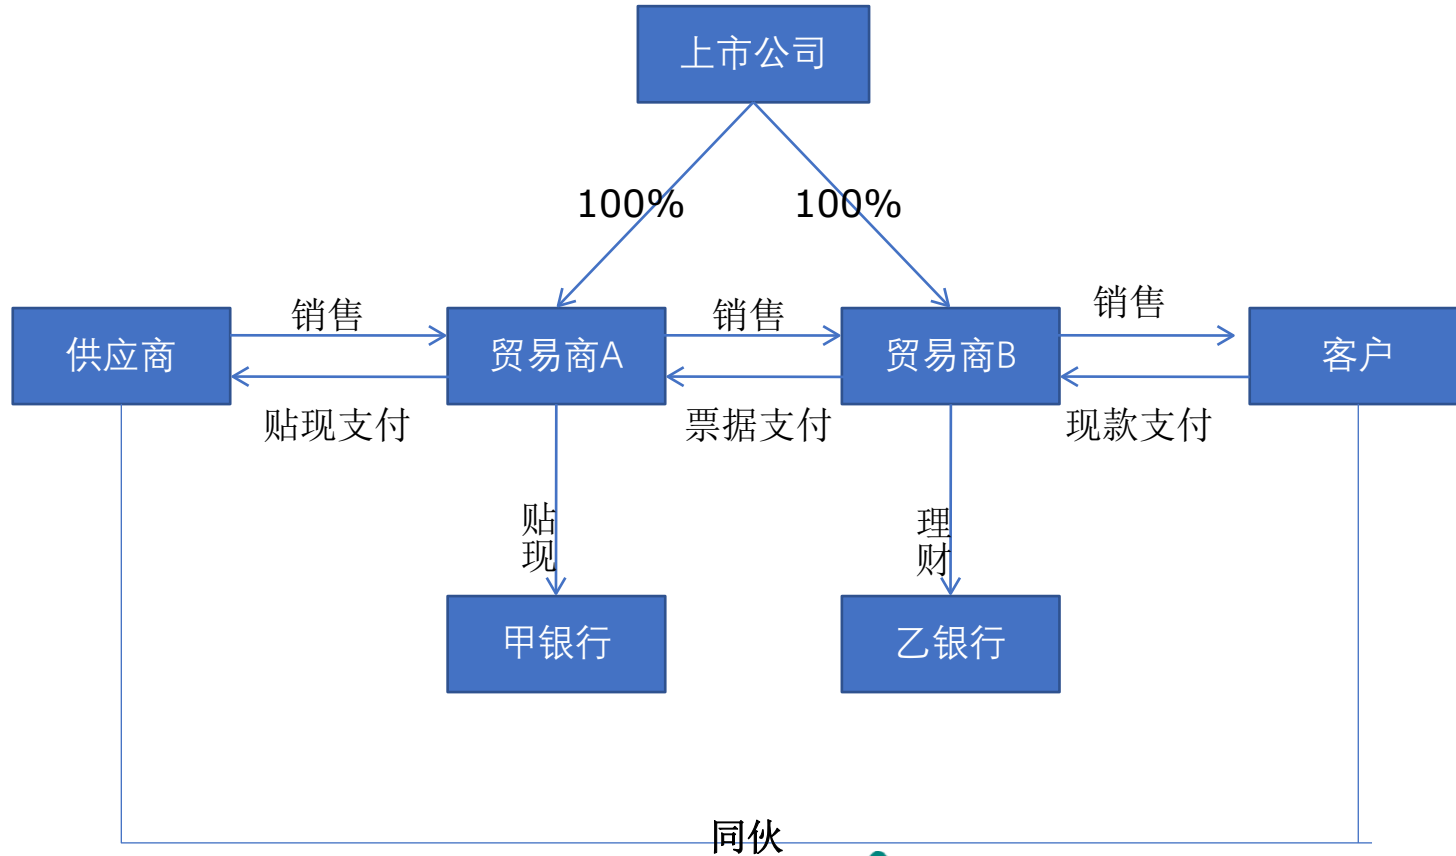 上市公司
100%
100%
销售
销售
销售
供应商
贸易商A
贸易商B
客户
贴现支付
票据支付
现款支付
贴现
理财
甲银行
乙银行
同伙